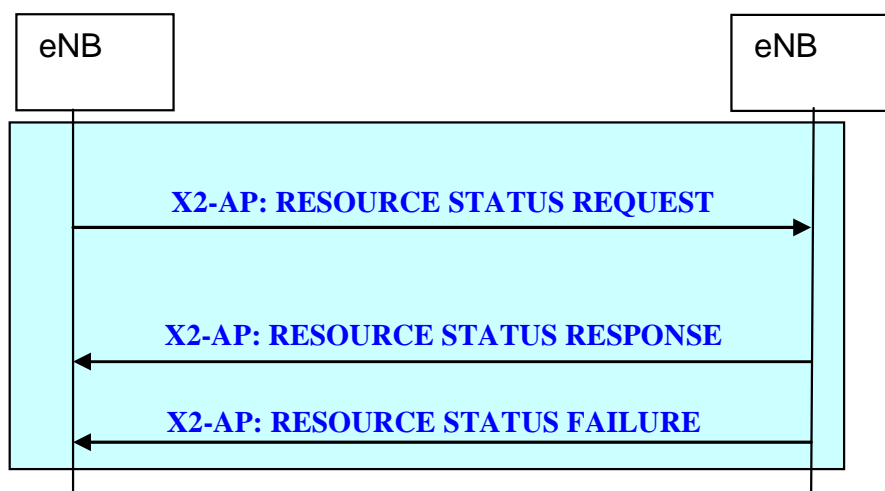 eNB
eNB
X2-AP: RESOURCE STATUS REQUEST
X2-AP: RESOURCE STATUS RESPONSE
X2-AP: RESOURCE STATUS FAILURE